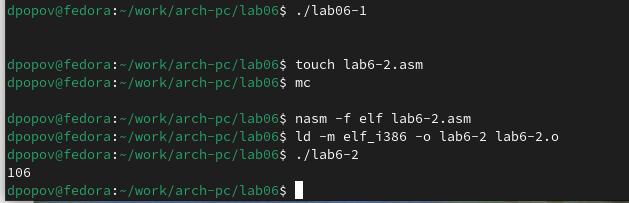 dpopov@fedora:~/work/arch-pc/lab06$ ./lab06-1
dpopov@fedora:~/work/arch-pc/lab06$ touch lab6-2.asm
dpopov@fedora:~/work/arch-pc/lab06$ mc
dpopov@fedora:~/work/arch-pc/lab06$ nasm -f elf lab6-2.asm
dpopov@fedora:~/work/arch-pc/lab06$ ld -m elf_i386 -o lab6-2 lab6-2.o
dpopov@fedora:~/work/arch-pc/lab06$ ./lab6-2
106
dpopov@fedora:~/work/arch-pc/lab06$